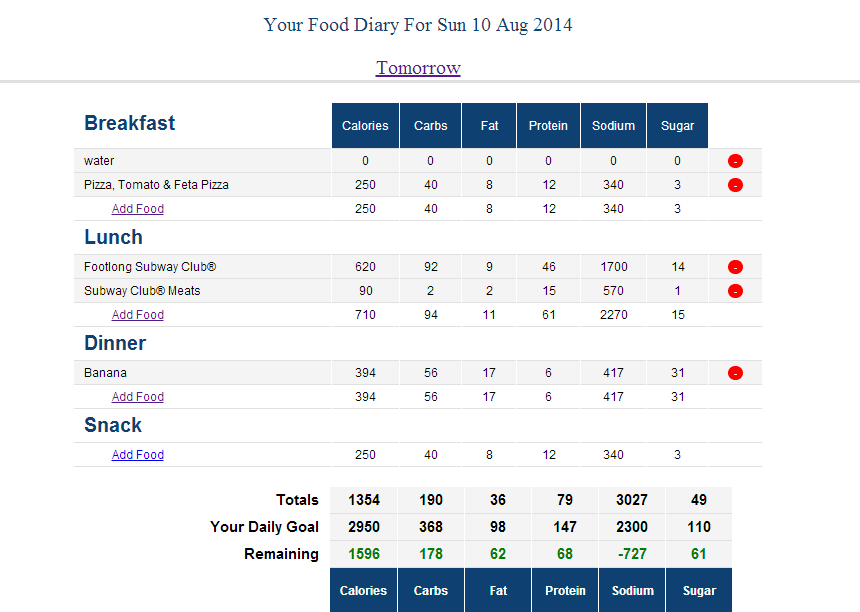 Your Food Diary For Sun 10 Aug 2014
Tomorrow
Breakfast Calories Carbs Fat Protein Sodium Sugar
water 0 0 0 0 0 0 -
Pizza, Tomato & Feta Pizza 250 40 8 12 340 3 -
Add Food 250 40 8 12 340 3
Lunch
Footlong Subway Club® 620 92 9 46 1700 14 -
Subway Club® Meats 90 2 2 15 570 1 -
Add Food 710 94 11 61 2270 15
Dinner
Banana 394 56 17 6 417 31 -
Add Food 394 56 17 6 417 31
Snack
Add Food 250 40 8 12 340 3
Totals 1354 190 36 79 3027 49
Your Daily Goal 2950 368 98 147 2300 110
Remaining 1596 178 62 68 -727 61
Calories Carbs Fat Protein Sodium Sugar